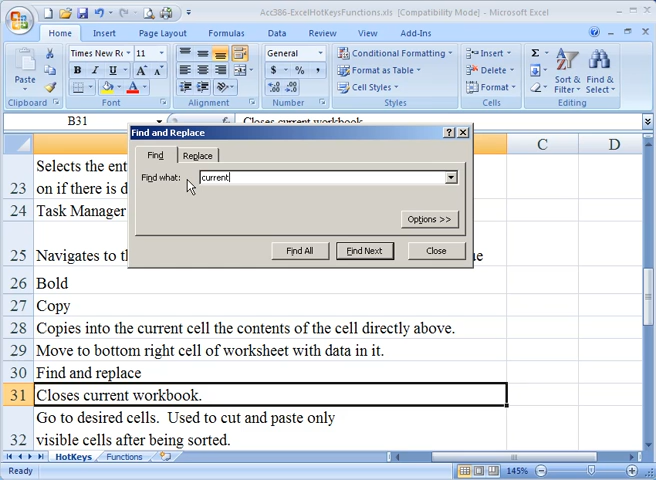 Acc386-ExcelHotKeysFunctions.xls [Compatibility Mode] - Microsoft Excel
Home Insert Page Layout Formulas Data Review View Add-Ins
Times New Ro 11 General Conditional Formatting Insert Σ
Paste B I U A A $ % , Format as Table Delete Sort & Find &
Cell Styles Format Filter Select
Clipboard Font Alignment Number Styles Cells Editing
B31 Closes current workbook.
Find and Replace
Find Replace
Find what: current
Options >>
Find All Find Next Close
C D
Selects the ent
23 on if there is d
24 Task Manager
25 Navigates to th ue
26 Bold
27 Copy
28 Copies into the current cell the contents of the cell directly above.
29 Move to bottom right cell of worksheet with data in it.
30 Find and replace
31 Closes current workbook.
Go to desired cells. Used to cut and paste only
32 visible cells after being sorted.
HotKeys Functions
Ready 145%